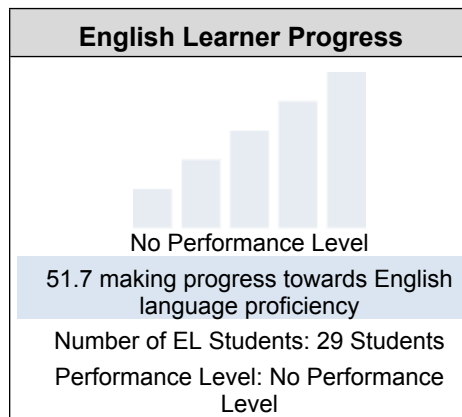 English Learner Progress
No Performance Level
51.7 making progress towards English
language proficiency
Number of EL Students: 29 Students
Performance Level: No Performance
Level